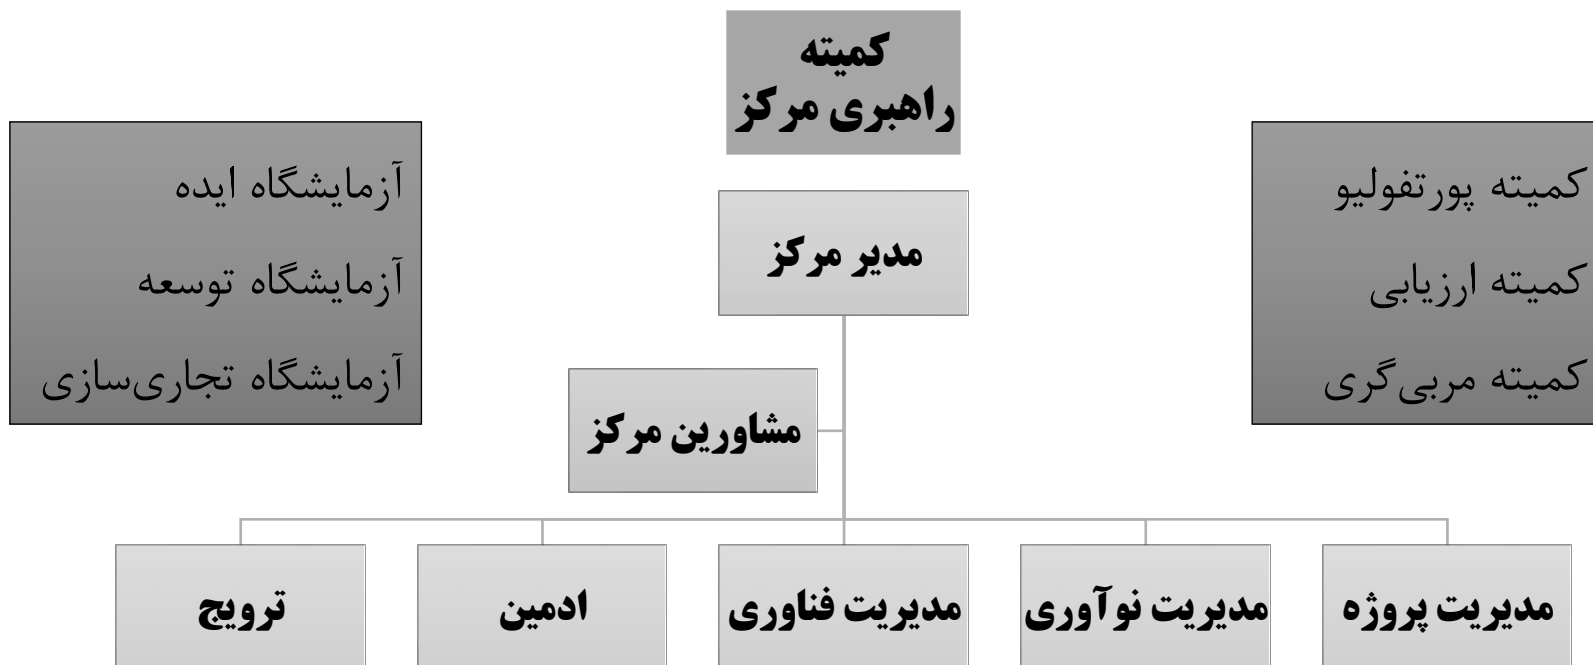 کمیته
راهبری مرکز
کمیته پورتفولیو
کمیته ارزیابی
کمیته مربی‌گری
آزمایشگاه ایده
آزمایشگاه توسعه
آزمایشگاه تجاری‌سازی
مدیر مرکز
مشاورین مرکز
مدیریت پروژه
مدیریت نوآوری
مدیریت فناوری
ادمین
ترویج